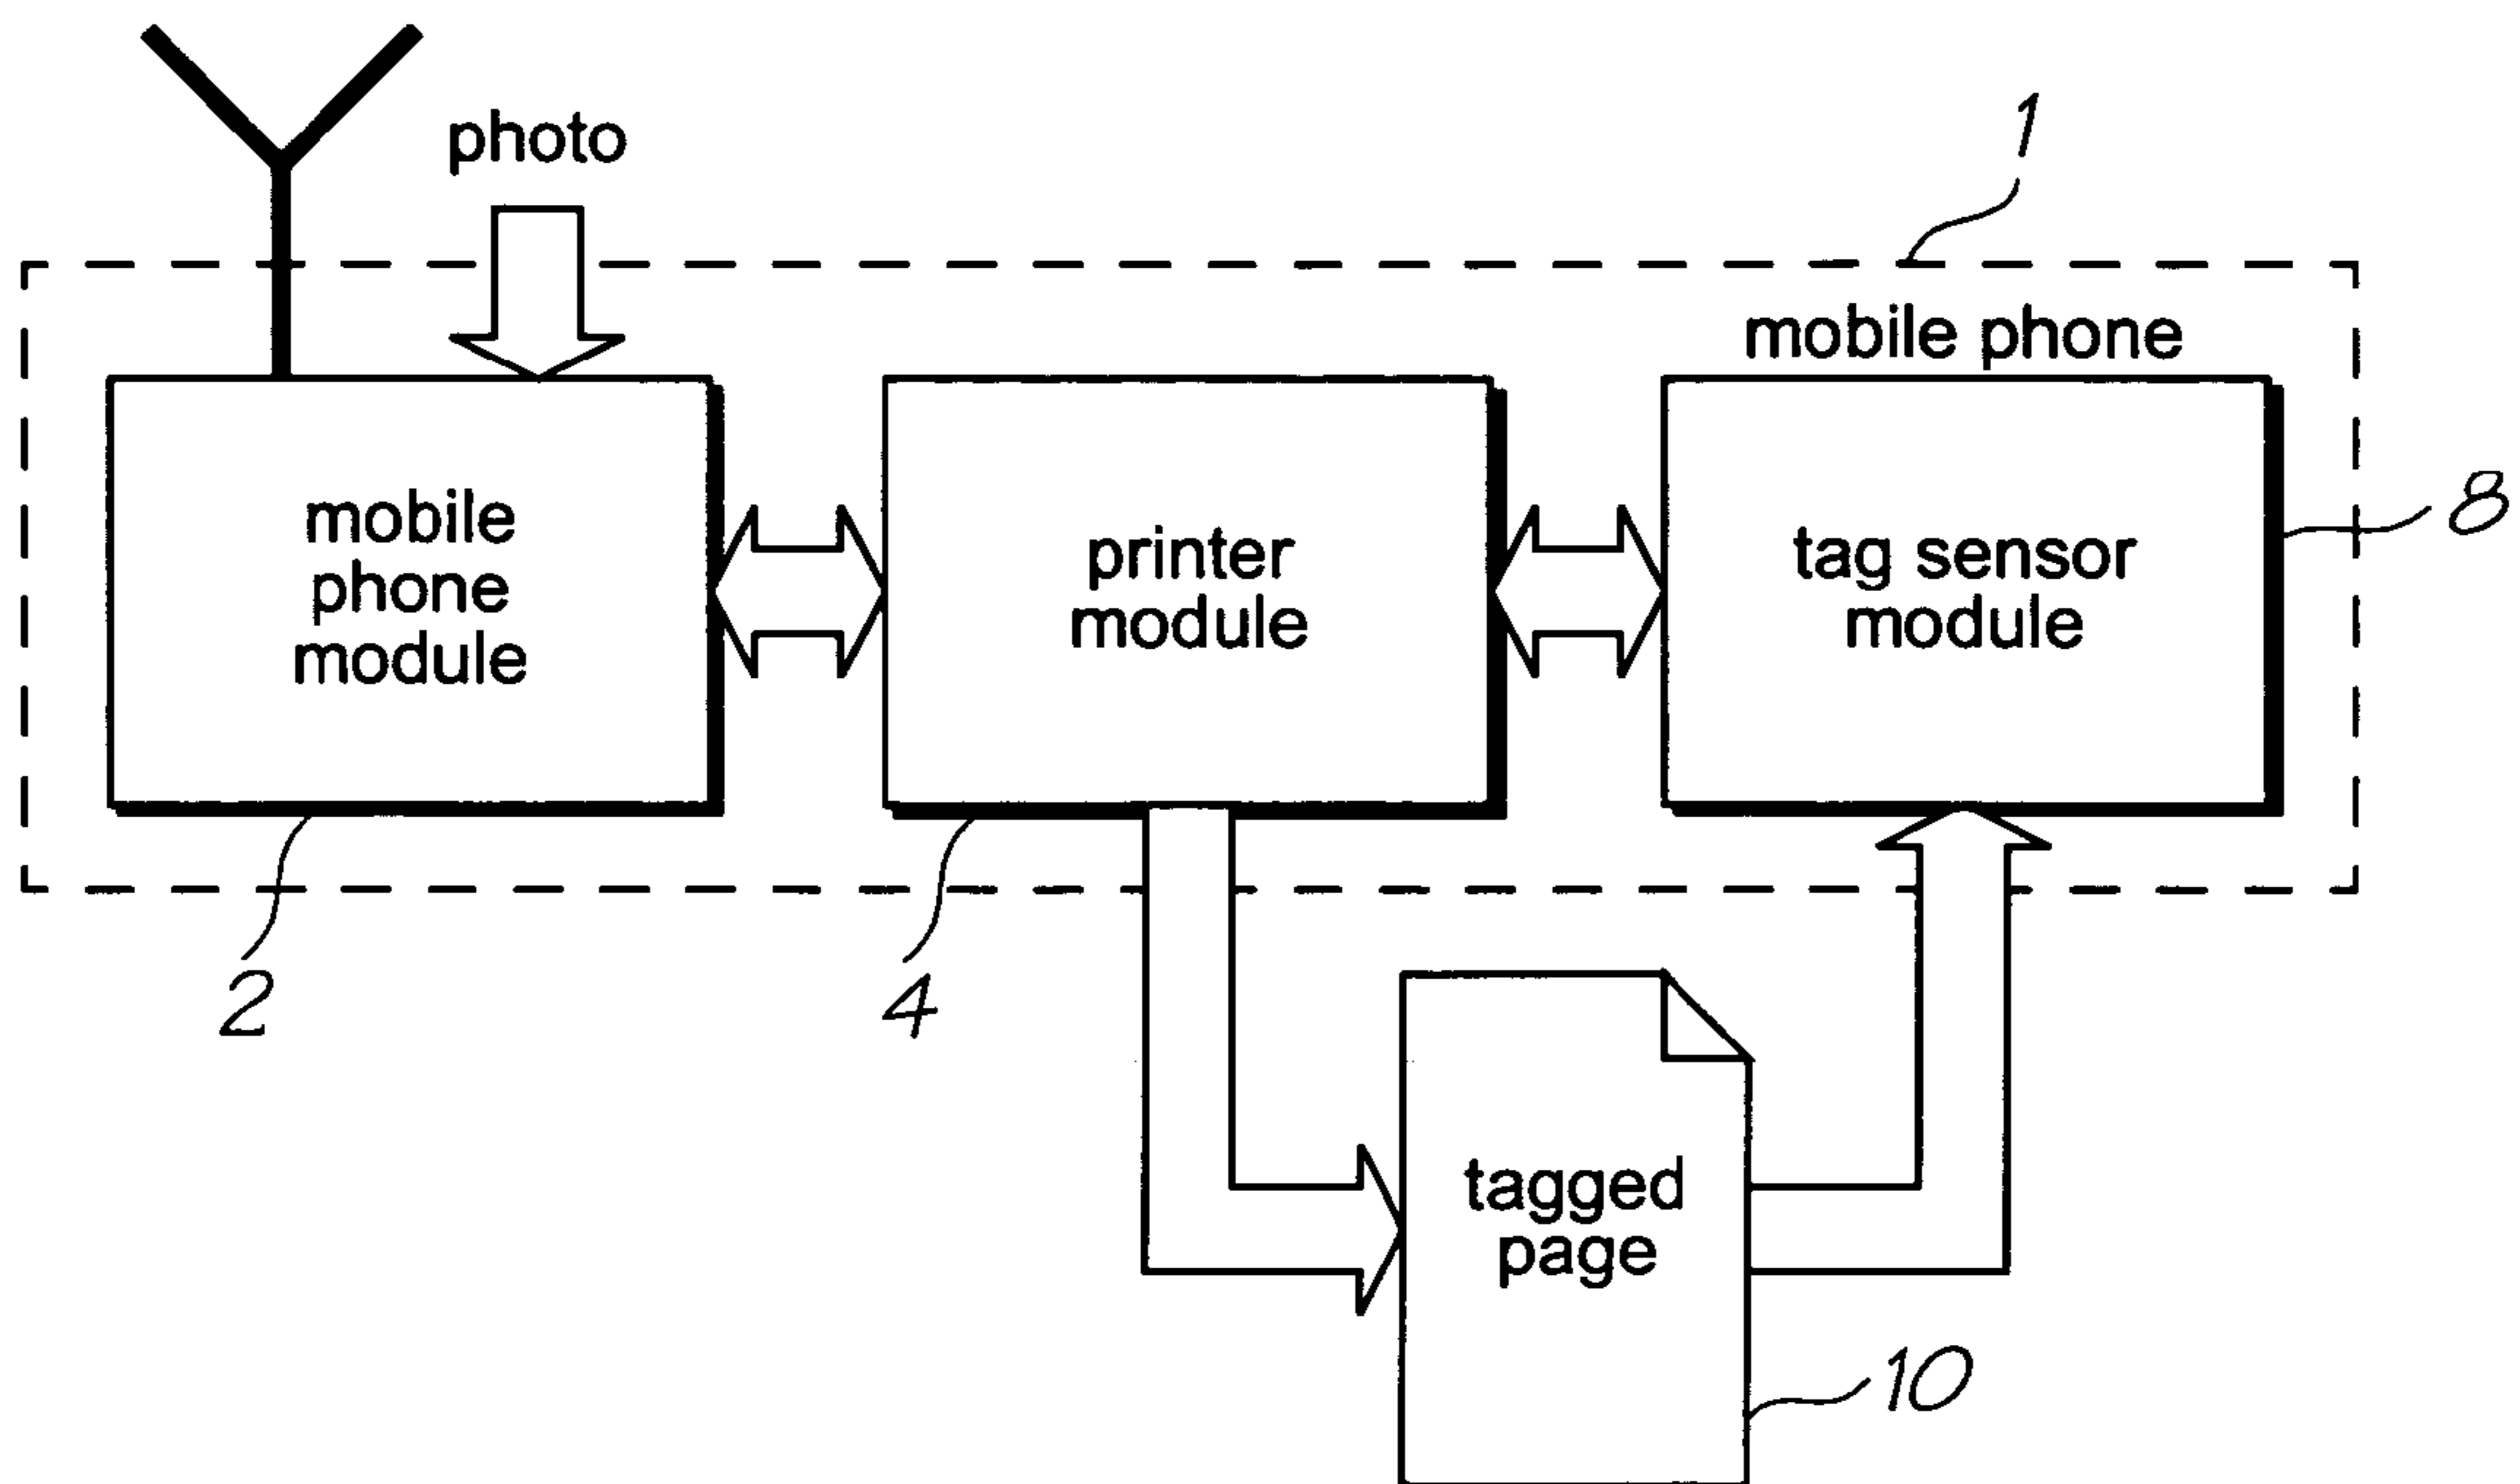 photo
1
mobile phone
mobile
phone
module
printer
module
tag sensor
module
8
2
4
tagged
page
10